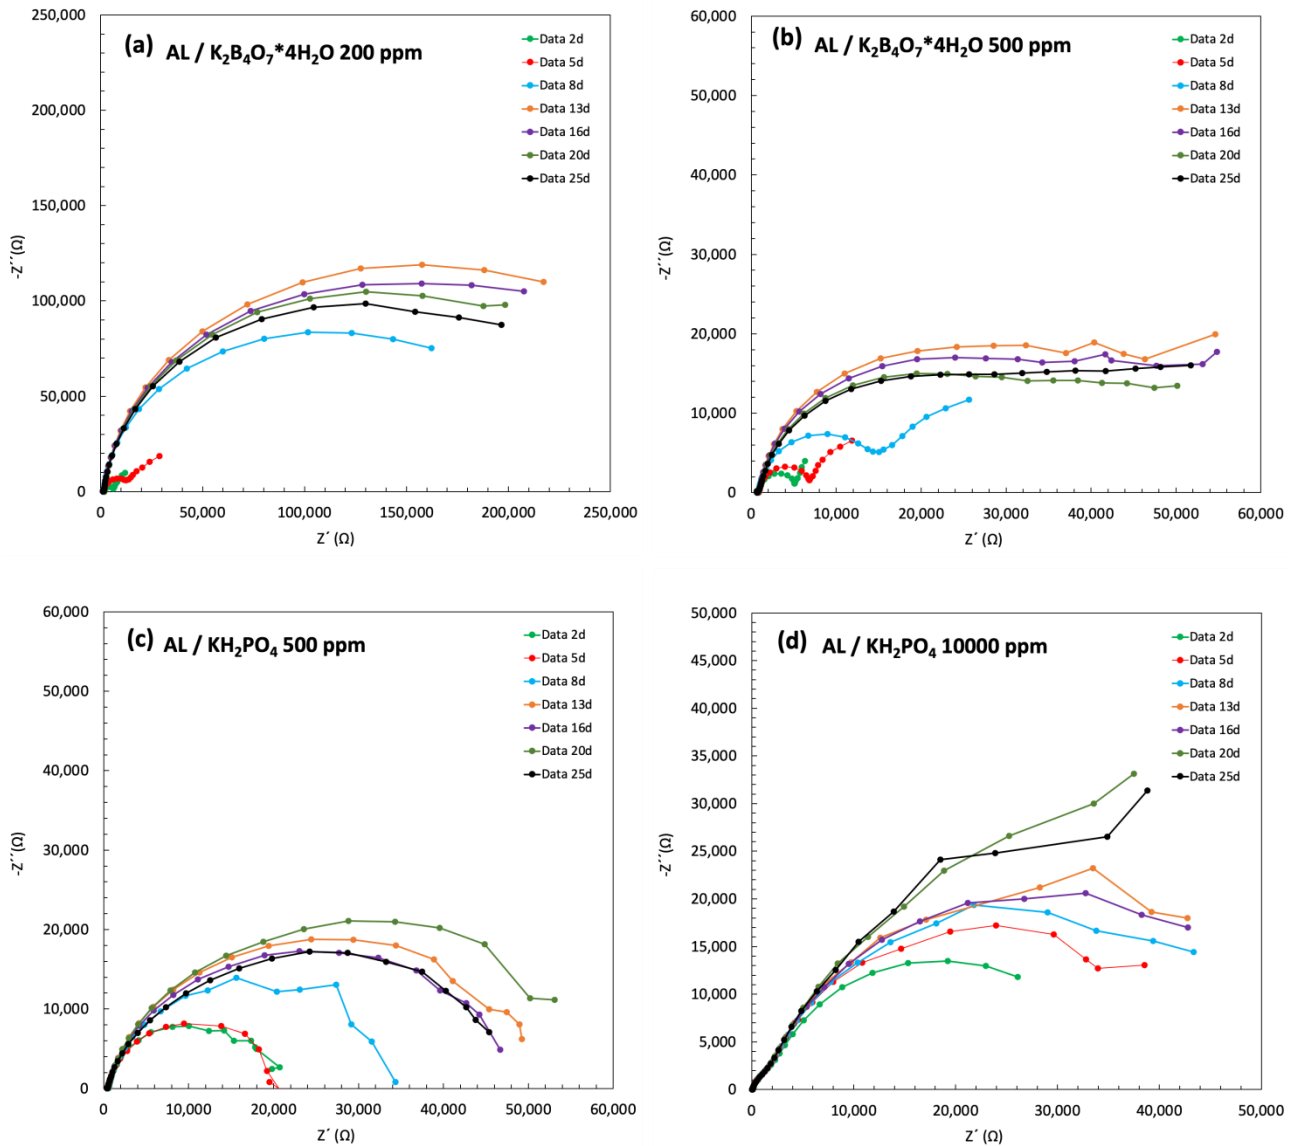 (a) AL / K₂B₄O₇*4H₂O 200 ppm
250,000
200,000
150,000
100,000
50,000
0
-Z´´(Ω)
0 50,000 100,000 150,000 200,000 250,000
Z´ (Ω)
Data 2d
Data 5d
Data 8d
Data 13d
Data 16d
Data 20d
Data 25d
(b) AL / K₂B₄O₇*4H₂O 500 ppm
60,000
50,000
40,000
30,000
20,000
10,000
0
-Z´´(Ω)
0 10,000 20,000 30,000 40,000 50,000 60,000
Z´ (Ω)
Data 2d
Data 5d
Data 8d
Data 13d
Data 16d
Data 20d
Data 25d
(c) AL / KH₂PO₄ 500 ppm
60,000
50,000
40,000
30,000
20,000
10,000
0
-Z´´(Ω)
0 10,000 20,000 30,000 40,000 50,000 60,000
Z´ (Ω)
Data 2d
Data 5d
Data 8d
Data 13d
Data 16d
Data 20d
Data 25d
(d) AL / KH₂PO₄ 10000 ppm
50,000
45,000
40,000
35,000
30,000
25,000
20,000
15,000
10,000
5,000
0
-Z´´(Ω)
0 10,000 20,000 30,000 40,000 50,000
Z´ (Ω)
Data 2d
Data 5d
Data 8d
Data 13d
Data 16d
Data 20d
Data 25d